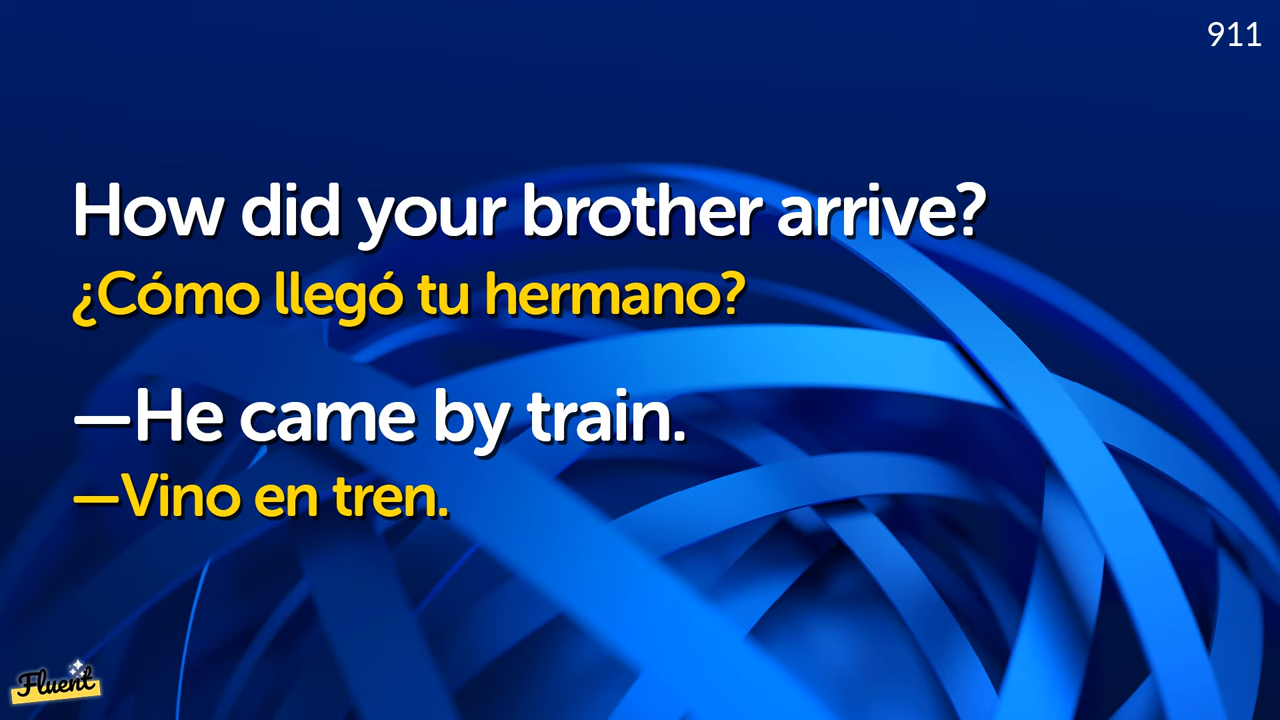 911
How did your brother arrive?
¿Cómo llegó tu hermano?
—He came by train.
—Vino en tren.
Fluent